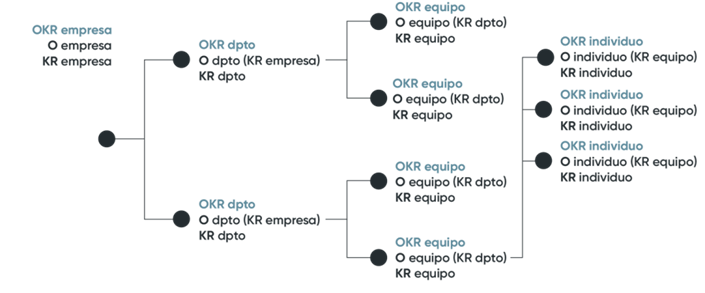 OKR empresa
O empresa
KR empresa
OKR dpto
O dpto (KR empresa)
KR dpto
OKR dpto
O dpto (KR empresa)
KR dpto
OKR equipo
O equipo (KR dpto)
KR equipo
OKR equipo
O equipo (KR dpto)
KR equipo
OKR equipo
O equipo (KR dpto)
KR equipo
OKR equipo
O equipo (KR dpto)
KR equipo
OKR individuo
O individuo (KR equipo)
KR individuo
OKR individuo
O individuo (KR equipo)
KR individuo
OKR individuo
O individuo (KR equipo)
KR individuo